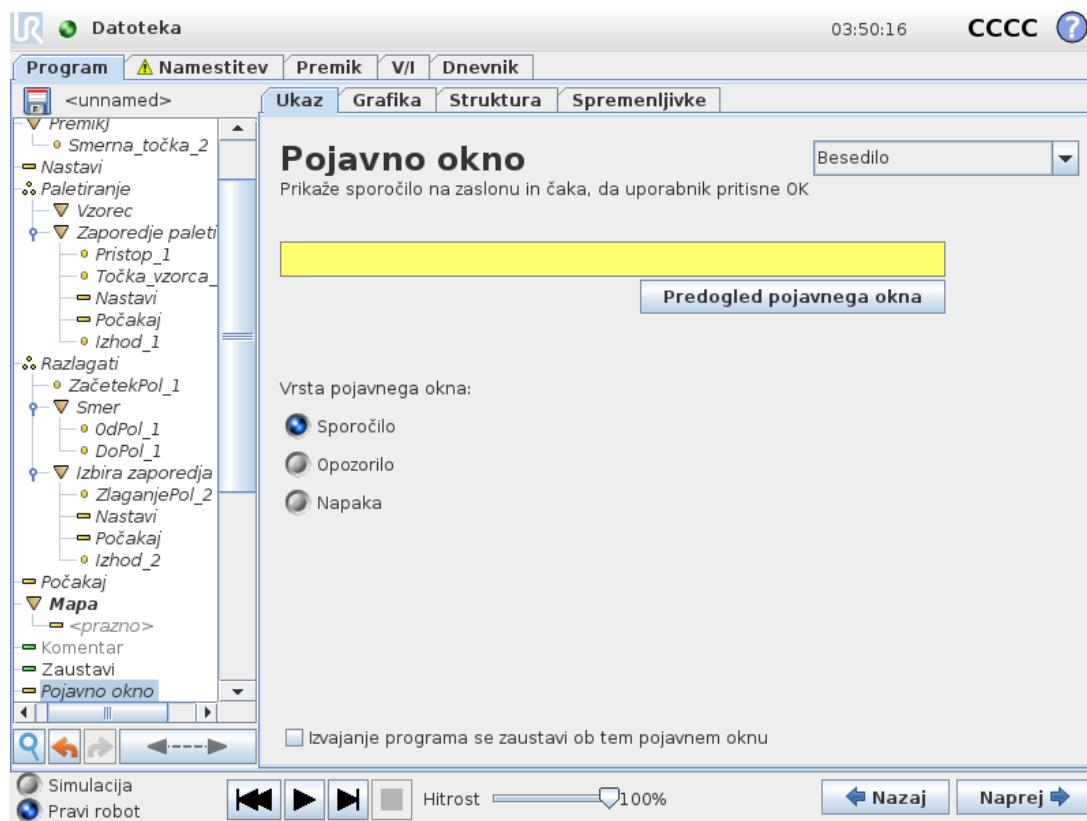 UR Datoteka 03:50:16 CCCC ?
Program Namestitev Premik V/I Dnevnik
<unnamed> Ukaz Grafika Struktura Spremenljivke
PremikJ
Smerna_točka_2
Nastavi
Paletiranje
Vzorec
Zaporedje paleti
Pristop_1
Točka_vzorca_
Nastavi
Počakaj
Izhod_1
Razlagati
ZačetekPol_1
Smer
OdPol_1
DoPol_1
Izbira zaporedja
ZlaganjePol_2
Nastavi
Počakaj
Izhod_2
Počakaj
Mapa
<prazno>
Komentar
Zaustavi
Pojavno okno
Pojavno okno Besedilo
Prikaže sporočilo na zaslonu in čaka, da uporabnik pritisne OK
Predogled pojavnega okna
Vrsta pojavnega okna:
Sporočilo
Opozorilo
Napaka
Izvajanje programa se zaustavi ob tem pojavnem oknu
Simulacija
Pravi robot
Hitrost 100% Nazaj Naprej